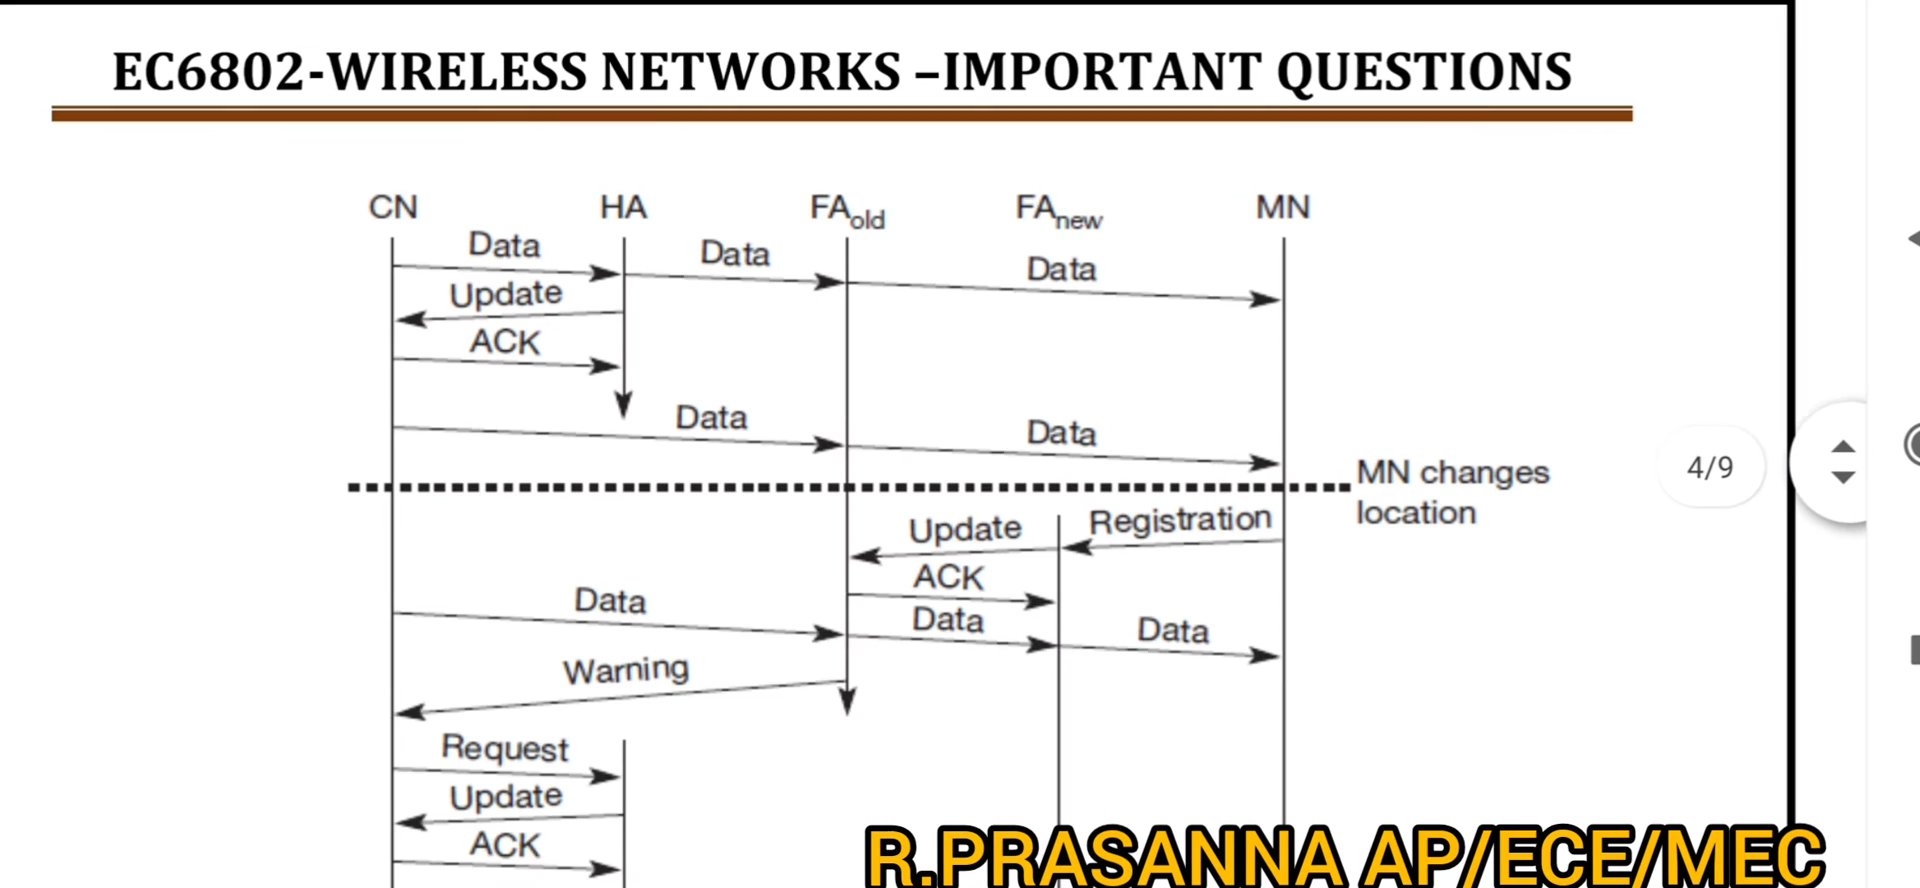 EC6802-WIRELESS NETWORKS –IMPORTANT QUESTIONS
CN HA FAold FAnew MN
Data Data Data
Update
ACK
Data Data
MN changes
location
Update Registration
ACK
Data Data Data
Warning
Request
Update
ACK
4/9
R.PRASANNA AP/ECE/MEC